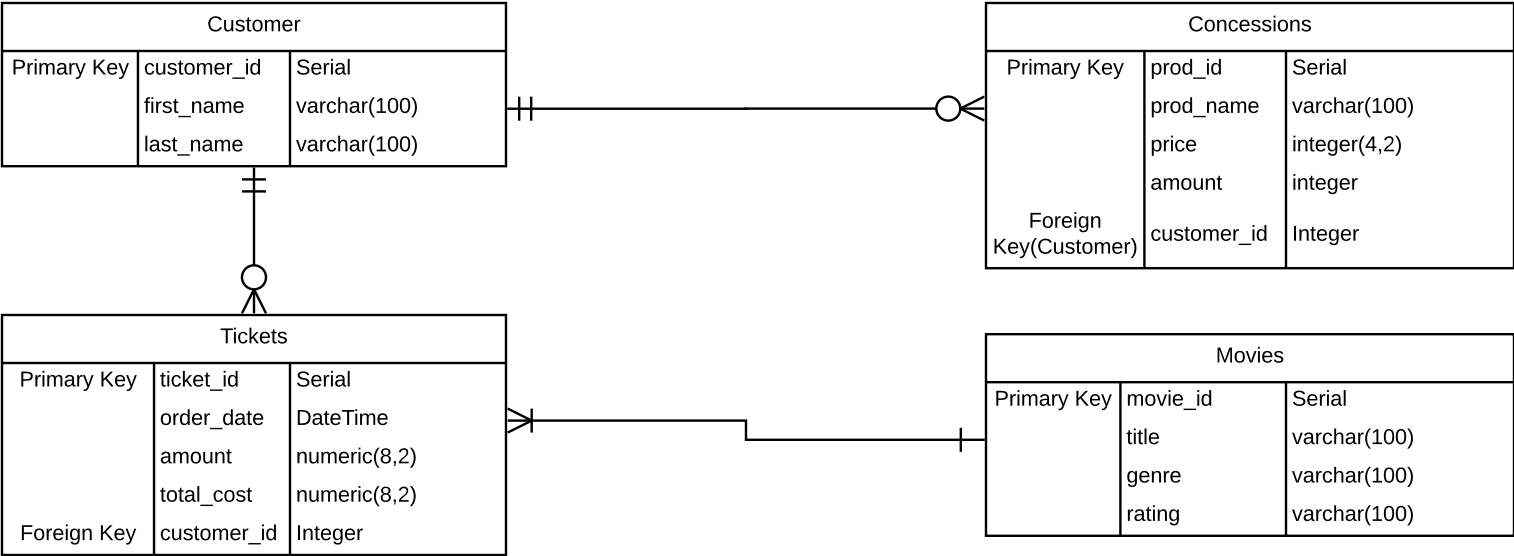 Customer
Primary Key customer_id Serial
first_name varchar(100)
last_name varchar(100)
Concessions
Primary Key prod_id Serial
prod_name varchar(100)
price integer(4,2)
amount integer
Foreign
Key(Customer) customer_id Integer
Tickets
Primary Key ticket_id Serial
order_date DateTime
amount numeric(8,2)
total_cost numeric(8,2)
Foreign Key customer_id Integer
Movies
Primary Key movie_id Serial
title varchar(100)
genre varchar(100)
rating varchar(100)